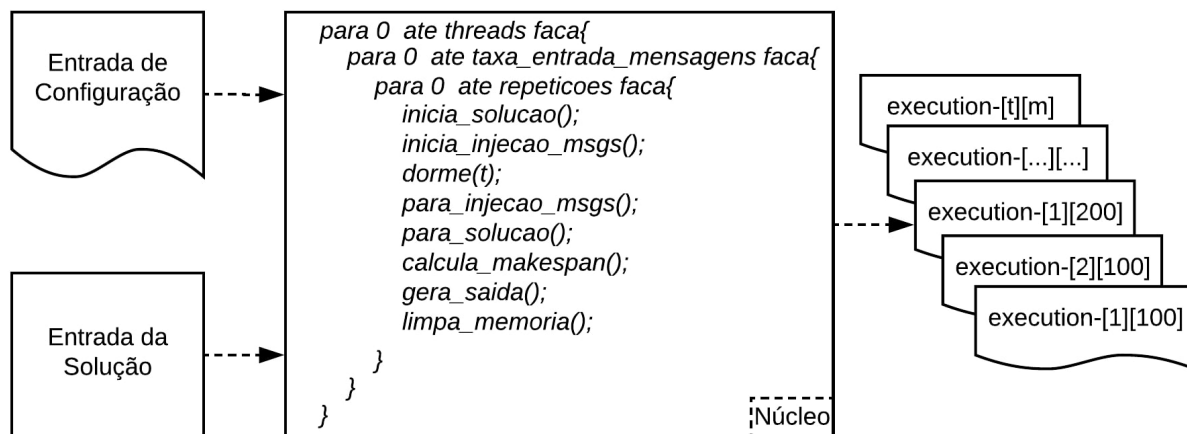 Entrada de
Configuração
Entrada da
Solução
para 0 ate threads faca{
para 0 ate taxa_entrada_mensagens faca{
para 0 ate repeticoes faca{
inicia_solucao();
inicia_injecao_msgs();
dorme(t);
para_injecao_msgs();
para_solucao();
calcula_makespan();
gera_saida();
limpa_memoria();
}
}
}
Núcleo
execution-[t][m]
execution-[...][...]
execution-[1][200]
execution-[2][100]
execution-[1][100]